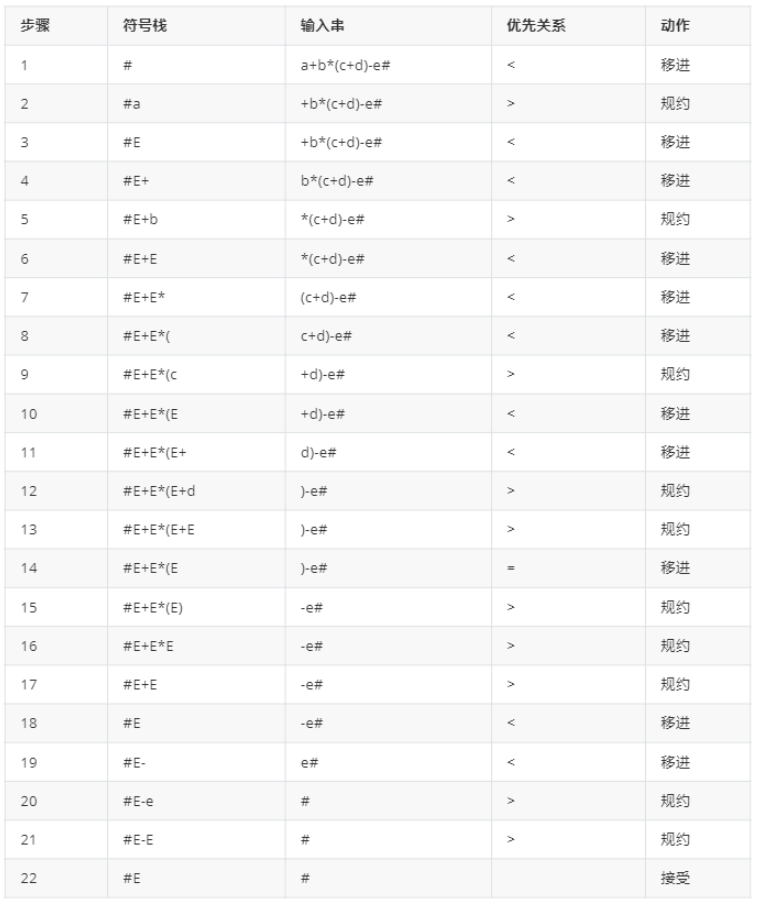 步骤 符号栈 输入串 优先关系 动作
1 # a+b*(c+d)-e# < 移进
2 #a +b*(c+d)-e# > 规约
3 #E +b*(c+d)-e# < 移进
4 #E+ b*(c+d)-e# < 移进
5 #E+b *(c+d)-e# > 规约
6 #E+E *(c+d)-e# < 移进
7 #E+E* (c+d)-e# < 移进
8 #E+E*( c+d)-e# < 移进
9 #E+E*(c +d)-e# > 规约
10 #E+E*(E +d)-e# < 移进
11 #E+E*(E+ d)-e# < 移进
12 #E+E*(E+d )-e# > 规约
13 #E+E*(E+E )-e# > 规约
14 #E+E*(E )-e# = 移进
15 #E+E*(E) -e# > 规约
16 #E+E*E -e# > 规约
17 #E+E -e# > 规约
18 #E -e# < 移进
19 #E- e# < 移进
20 #E-e # > 规约
21 #E-E # > 规约
22 #E # 接受